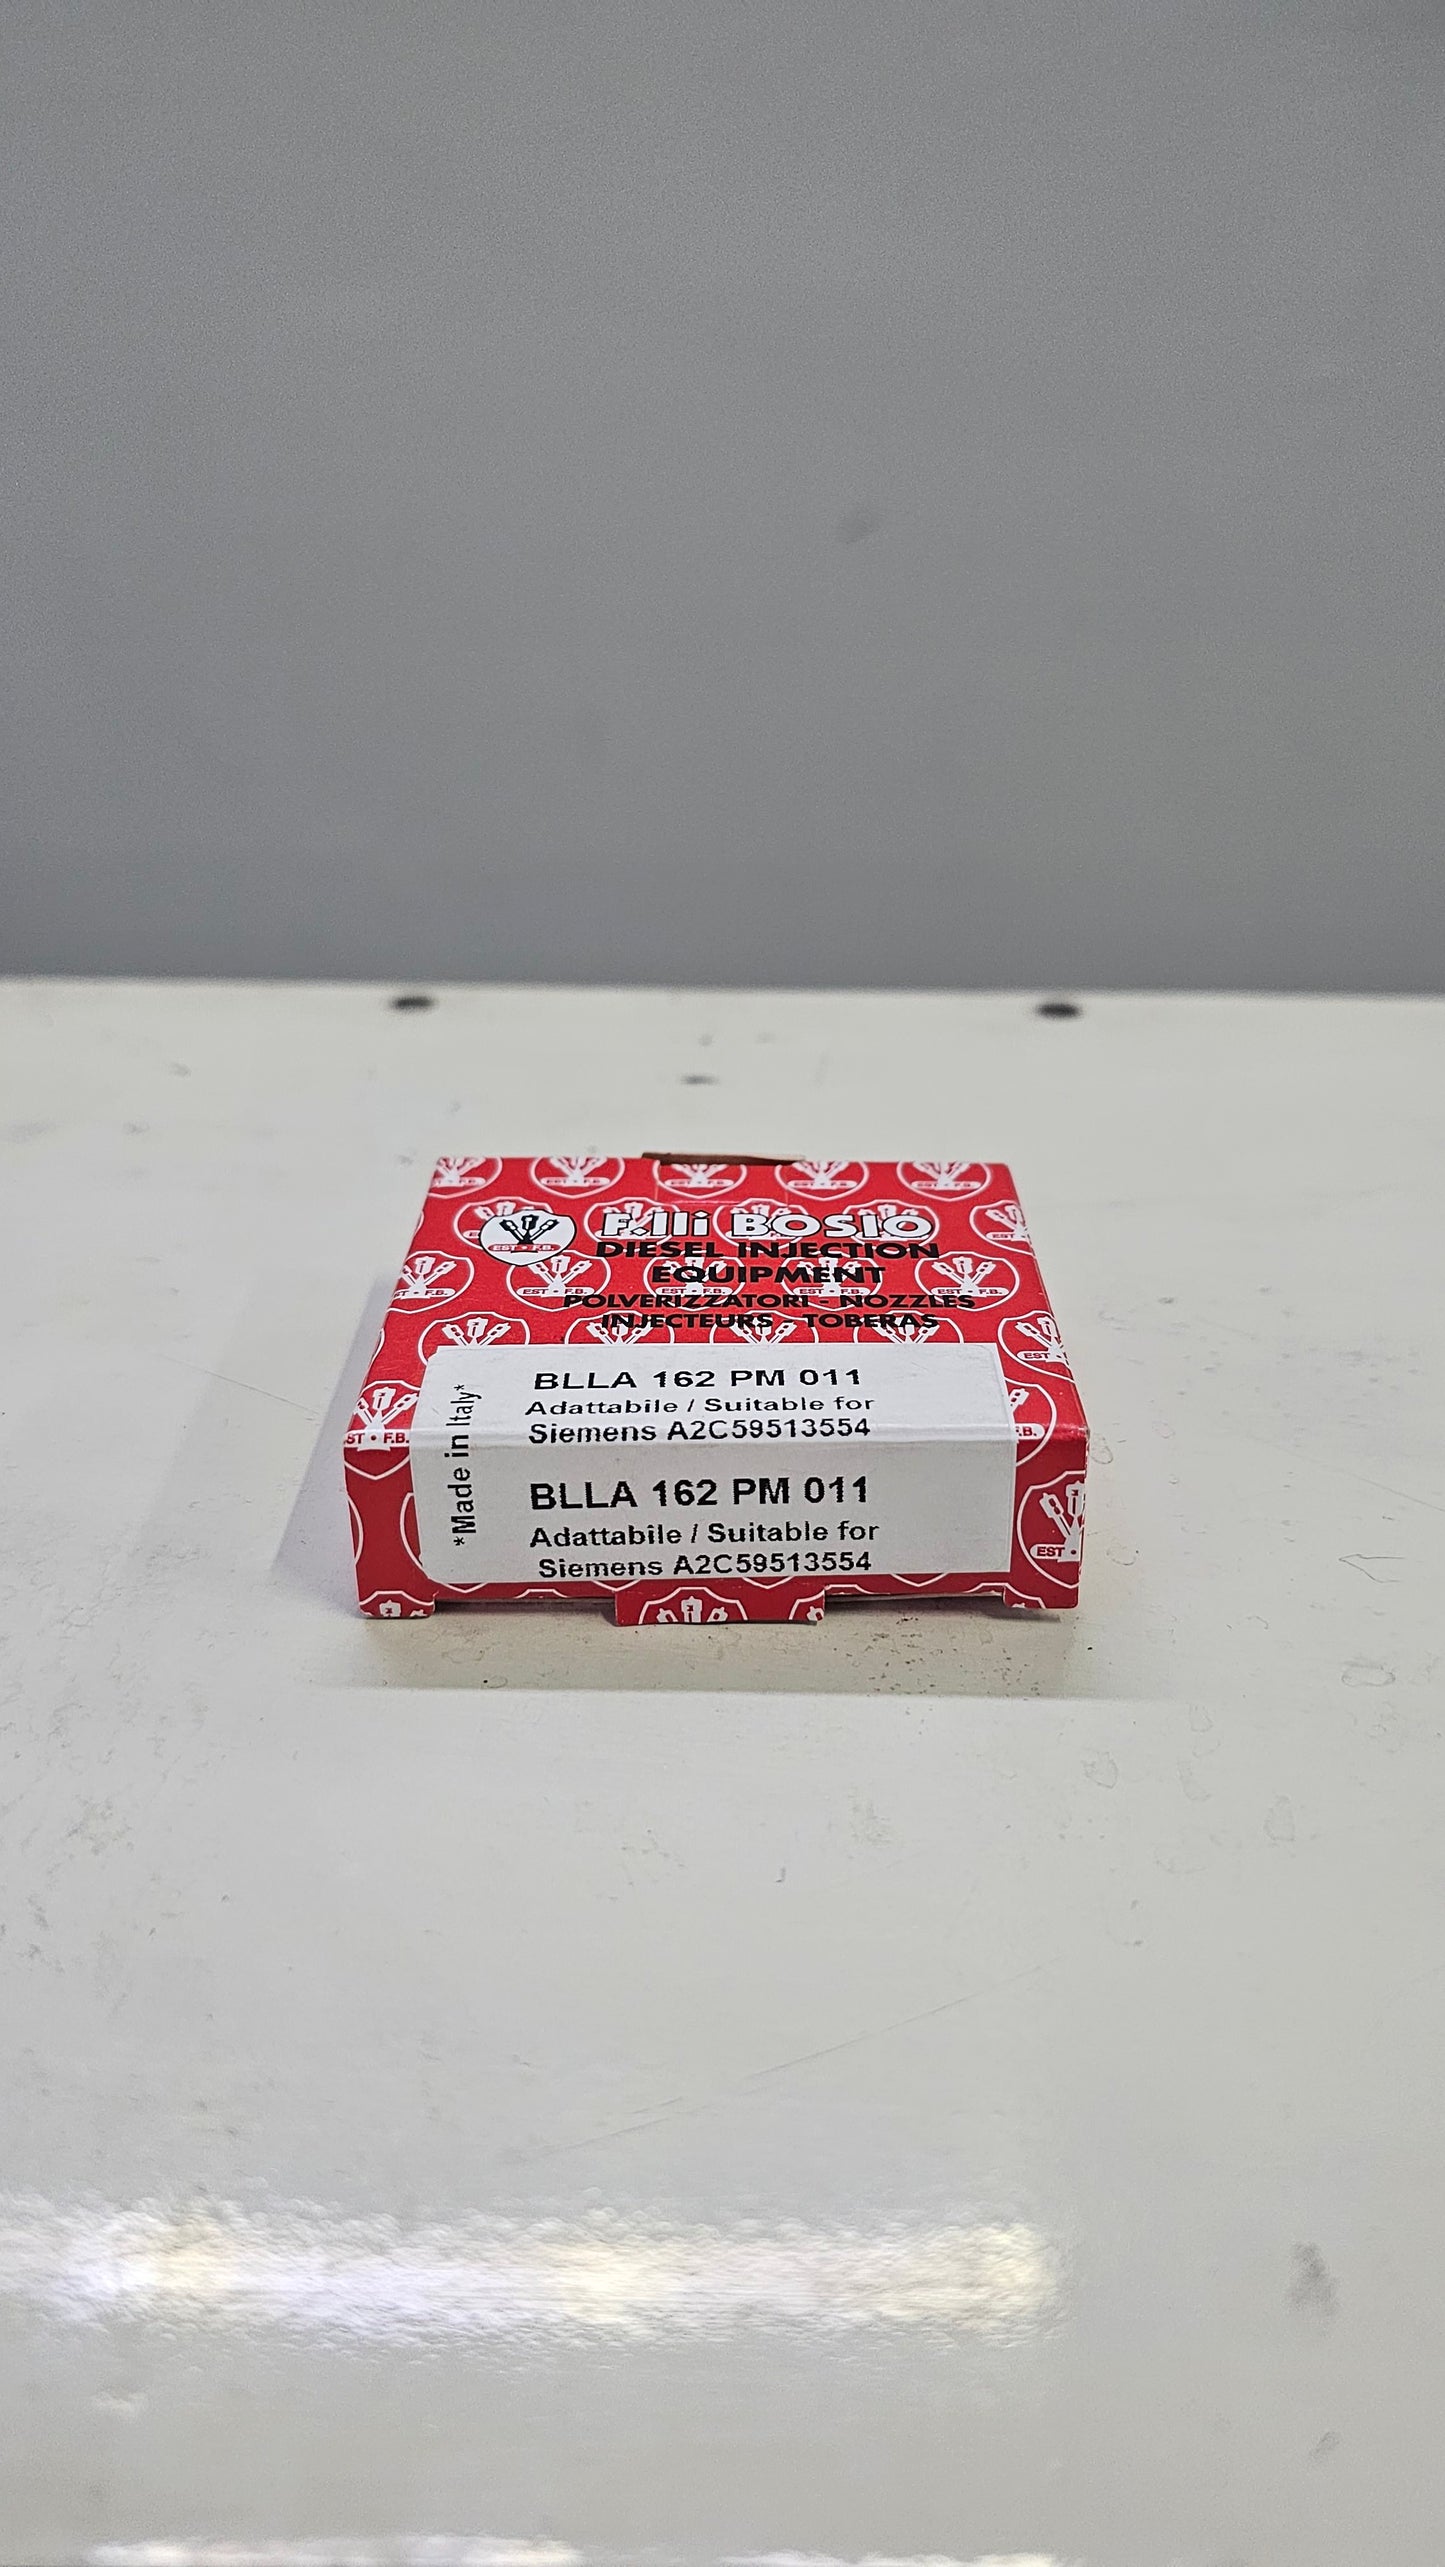 F.lli BOSIO
DIESEL INJECTION
EQUIPMENT
POLVERIZZATORI - NOZZLES
INJECTEURS - TOBERAS
EST • F.B.
*Made in Italy*
BLLA 162 PM 011
Adattabile / Suitable for
Siemens A2C59513554
BLLA 162 PM 011
Adattabile / Suitable for
Siemens A2C59513554